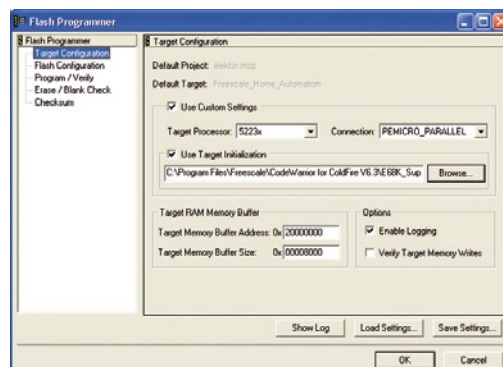 Flash Programmer
Flash Programmer
Target Configuration
Flash Configuration
Program / Verify
Erase / Blank Check
Checksum
Target Configuration
Default Project: elektor.mcp
Default Target: Freescale_Home_Automation
Use Custom Settings
Target Processor: 5223x Connection: PEMICRO_PARALLEL
Use Target Initialization
C:\Program Files\Freescale\CodeWarrior for ColdFire V6.3\E68K_Sup Browse...
Target RAM Memory Buffer
Target Memory Buffer Address: 0x 20000000
Target Memory Buffer Size: 0x 00008000
Options
Enable Logging
Verify Target Memory Writes
Show Log Load Settings... Save Settings...
OK Cancel